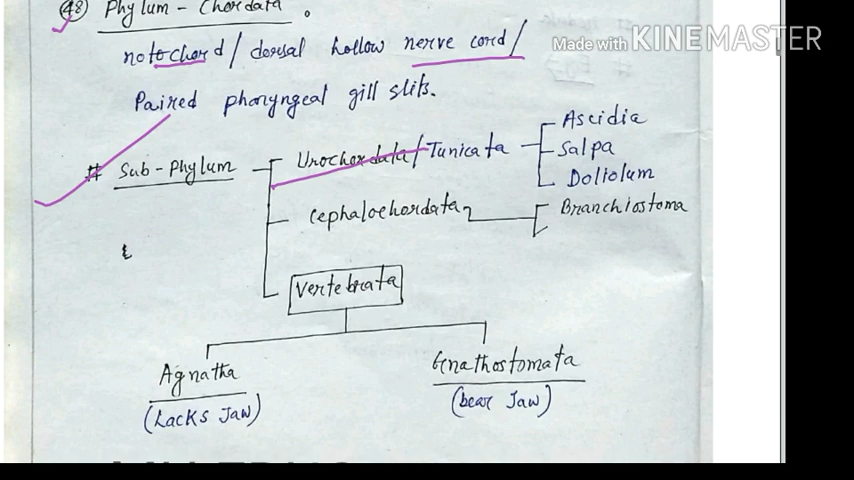 48) Phylum - Chordata .
Made with KINEMASTER
notochord / dorsal hollow nerve cord /
Paired pharyngeal gill slits.
# Sub-Phylum
Urochordata / Tunicata
Ascidia
Salpa
Doliolum
Cephalochordata
Branchiostoma
Vertebrata
Agnatha
(Lacks Jaw)
Gnathostomata
(bear Jaw)